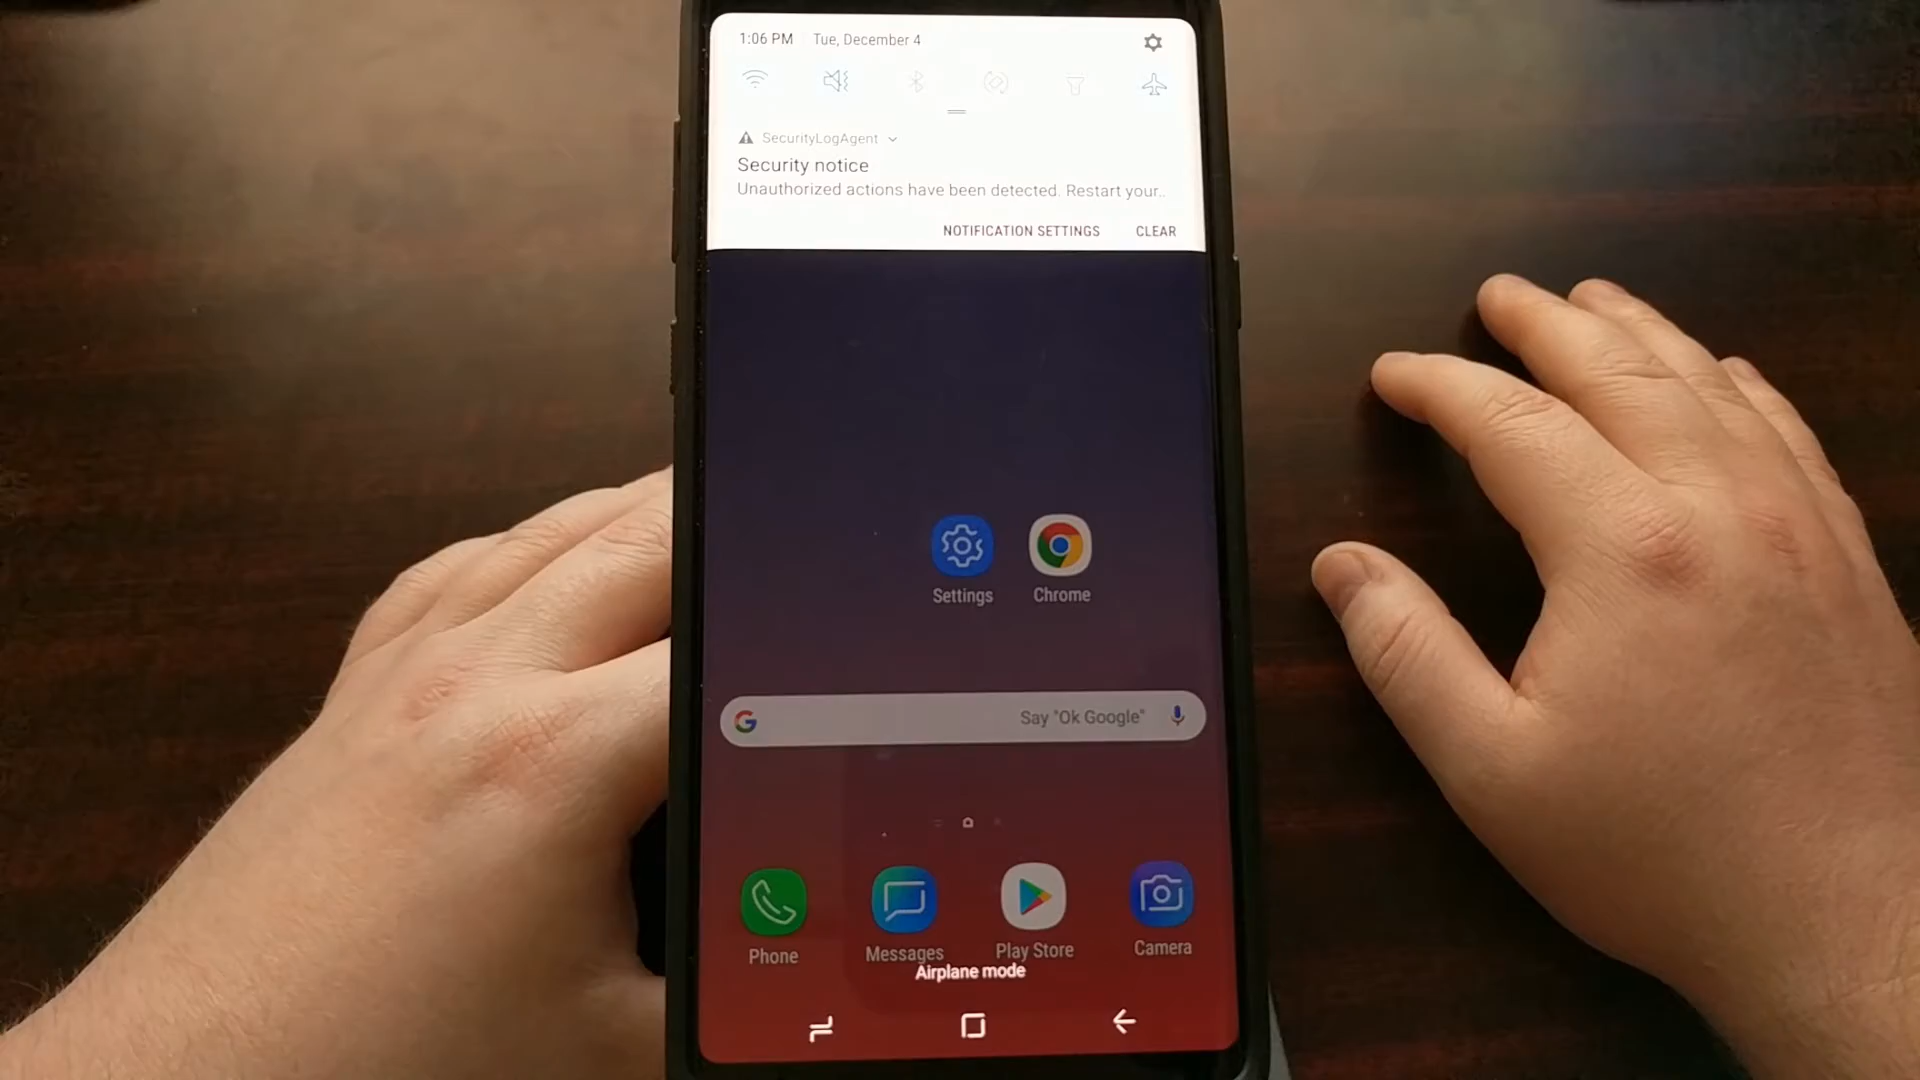 1:06 PM Tue, December 4
SecurityLogAgent
Security notice
Unauthorized actions have been detected. Restart your..
NOTIFICATION SETTINGS CLEAR
Settings Chrome
G Say "Ok Google"
Phone Messages Play Store Camera
Airplane mode